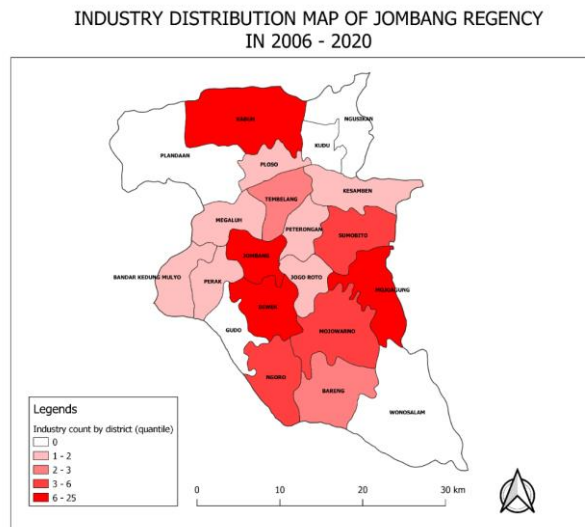 INDUSTRY DISTRIBUTION MAP OF JOMBANG REGENCY
IN 2006 - 2020
KABUH
NGUSIKAN
KUDU
PLANDAAN
PLOSO
KESAMBEN
TEMBELANG
MEGALUH
PETERONGAN
SUMOBITO
JOMBANG
BANDAR KEDUNG MULYO
PERAK
JOGO ROTO
MOJOAGUNG
DIWEK
GUDO
MOJOWARNO
NGORO
BARENG
WONOSALAM
Legends
Industry count by district (quantile)
0
1 - 2
2 - 3
3 - 6
6 - 25
0 10 20 30 km